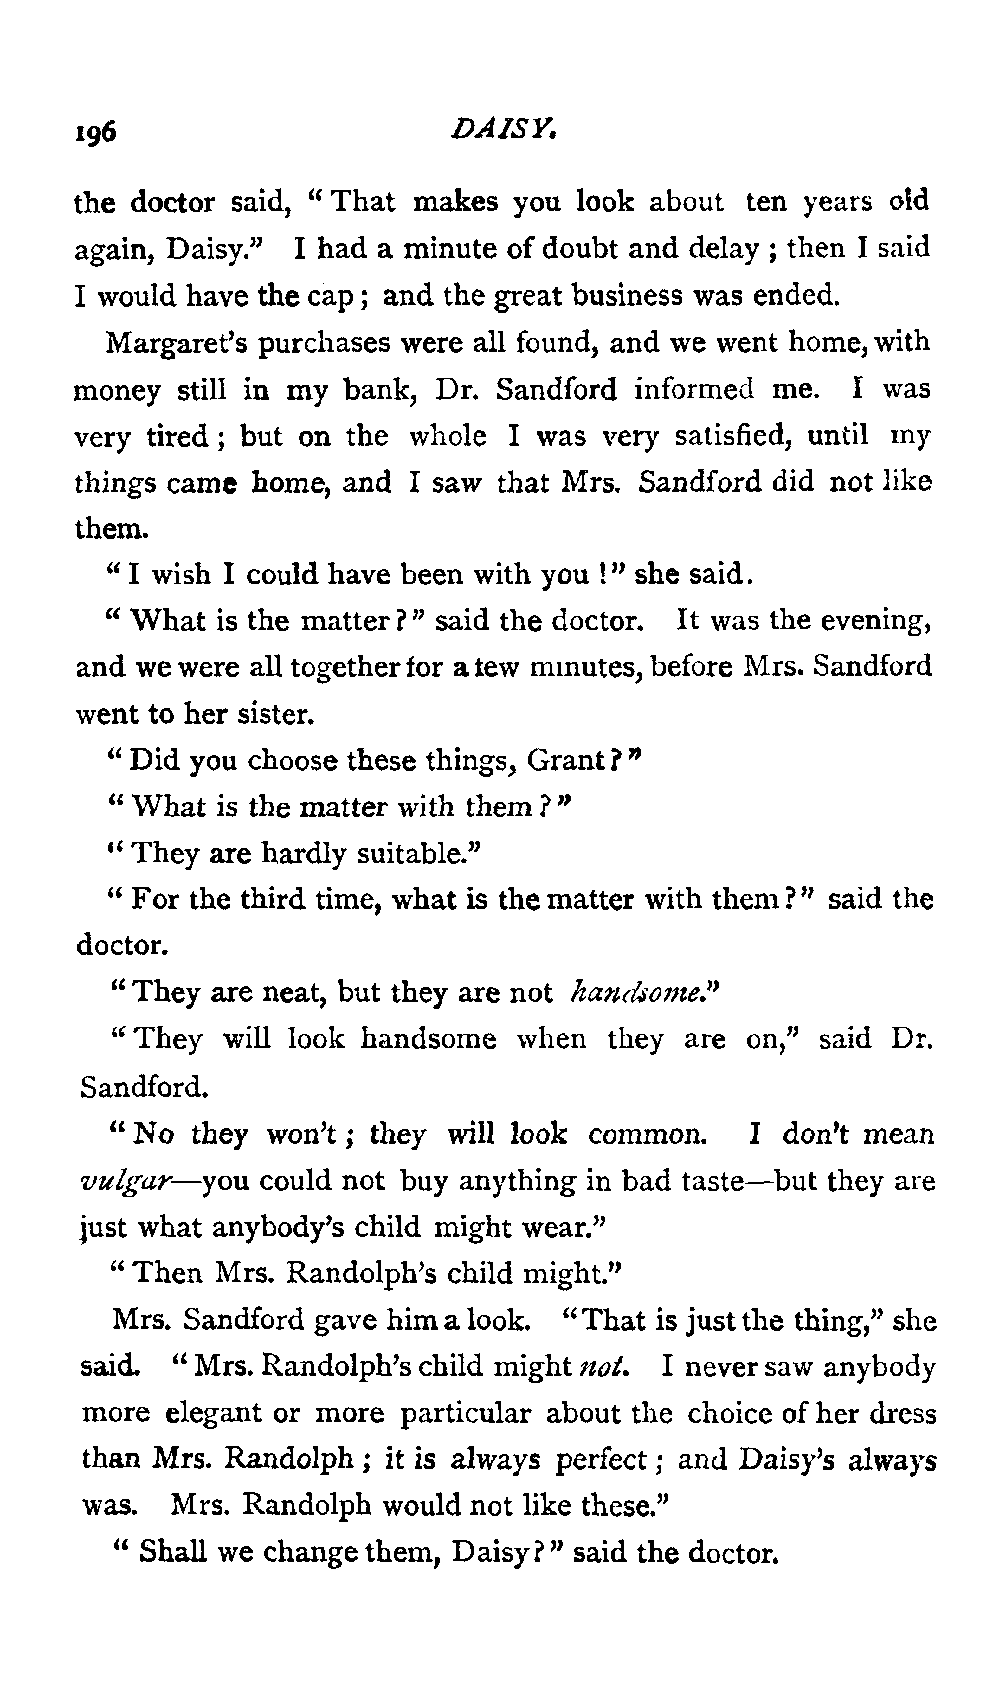 196 DAISY.
the doctor said, “ That makes you look about ten years old
again, Daisy.” I had a minute of doubt and delay ; then I said
I would have the cap ; and the great business was ended.
Margaret’s purchases were all found, and we went home, with
money still in my bank, Dr. Sandford informed me. I was
very tired ; but on the whole I was very satisfied, until my
things came home, and I saw that Mrs. Sandford did not like
them.
“ I wish I could have been with you !” she said.
“ What is the matter ?” said the doctor. It was the evening,
and we were all together for a few minutes, before Mrs. Sandford
went to her sister.
“ Did you choose these things, Grant ?”
“ What is the matter with them ?”
“ They are hardly suitable.”
“ For the third time, what is the matter with them ?” said the
doctor.
“ They are neat, but they are not handsome.”
“ They will look handsome when they are on,” said Dr.
Sandford.
“ No they won’t ; they will look common. I don’t mean
vulgar—you could not buy anything in bad taste—but they are
just what anybody’s child might wear.”
“ Then Mrs. Randolph’s child might.”
Mrs. Sandford gave him a look. “ That is just the thing,” she
said. “ Mrs. Randolph’s child might not. I never saw anybody
more elegant or more particular about the choice of her dress
than Mrs. Randolph ; it is always perfect ; and Daisy’s always
was. Mrs. Randolph would not like these.”
“ Shall we change them, Daisy ?” said the doctor.